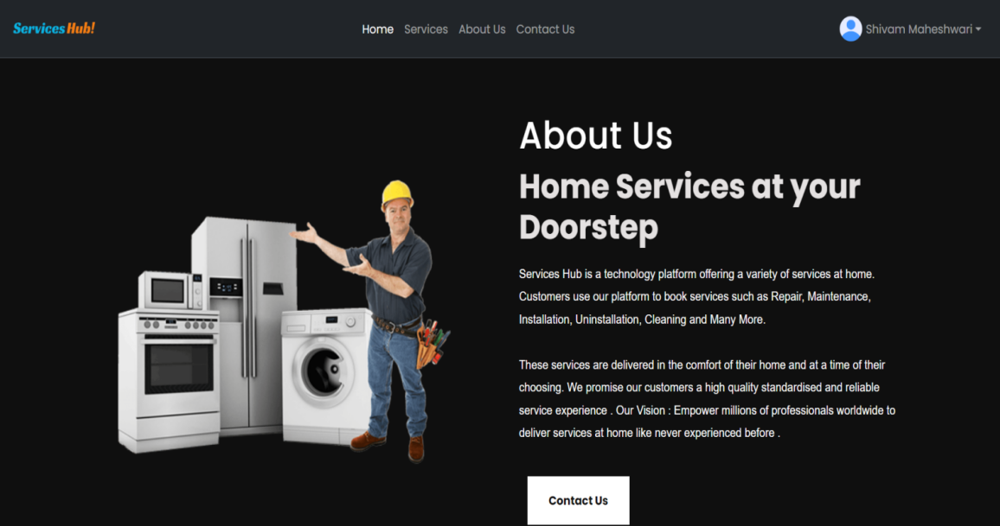 Services Hub!
Home Services About Us Contact Us
Shivam Maheshwari
About Us
Home Services at your
Doorstep
Services Hub is a technology platform offering a variety of services at home.
Customers use our platform to book services such as Repair, Maintenance,
Installation, Uninstallation, Cleaning and Many More.
These services are delivered in the comfort of their home and at a time of their
choosing. We promise our customers a high quality standardised and reliable
service experience . Our Vision : Empower millions of professionals worldwide to
deliver services at home like never experienced before .
Contact Us